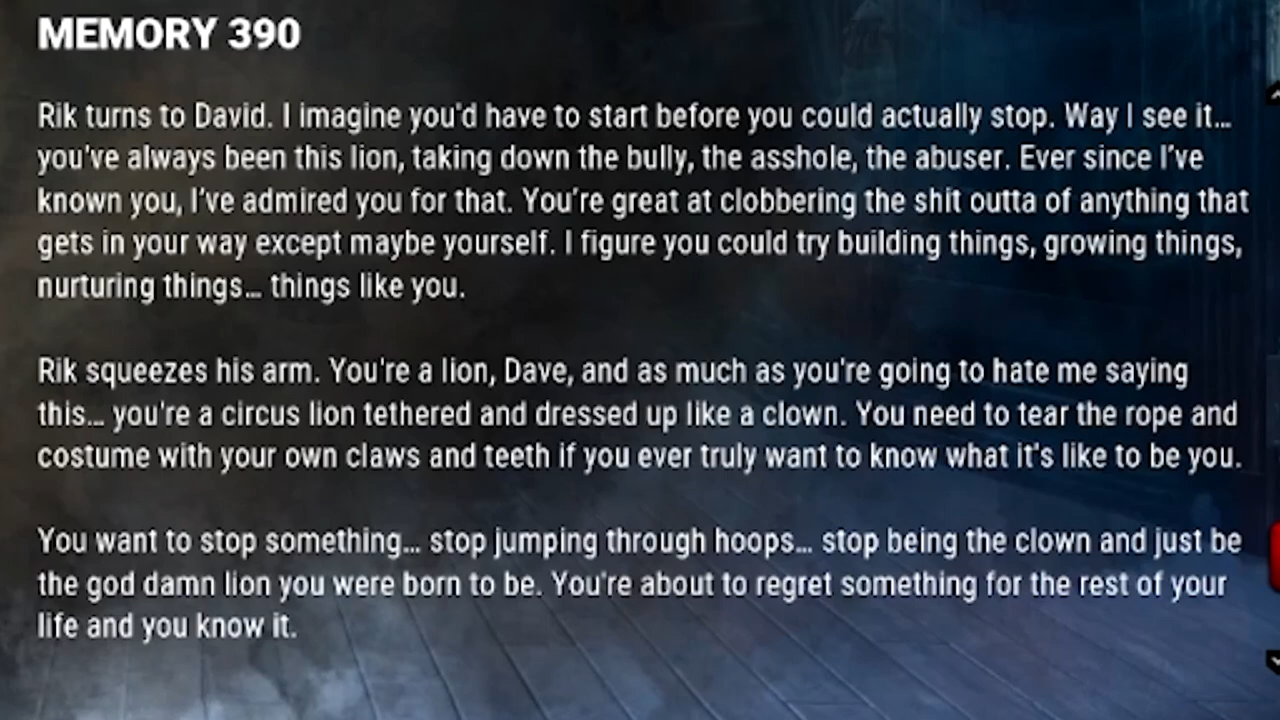 MEMORY 390
Rik turns to David. I imagine you'd have to start before you could actually stop. Way I see it…
you've always been this lion, taking down the bully, the asshole, the abuser. Ever since I’ve
known you, I’ve admired you for that. You’re great at clobbering the shit outta of anything that
gets in your way except maybe yourself. I figure you could try building things, growing things,
nurturing things… things like you.
Rik squeezes his arm. You're a lion, Dave, and as much as you're going to hate me saying
this… you're a circus lion tethered and dressed up like a clown. You need to tear the rope and
costume with your own claws and teeth if you ever truly want to know what it's like to be you.
You want to stop something… stop jumping through hoops… stop being the clown and just be
the god damn lion you were born to be. You're about to regret something for the rest of your
life and you know it.